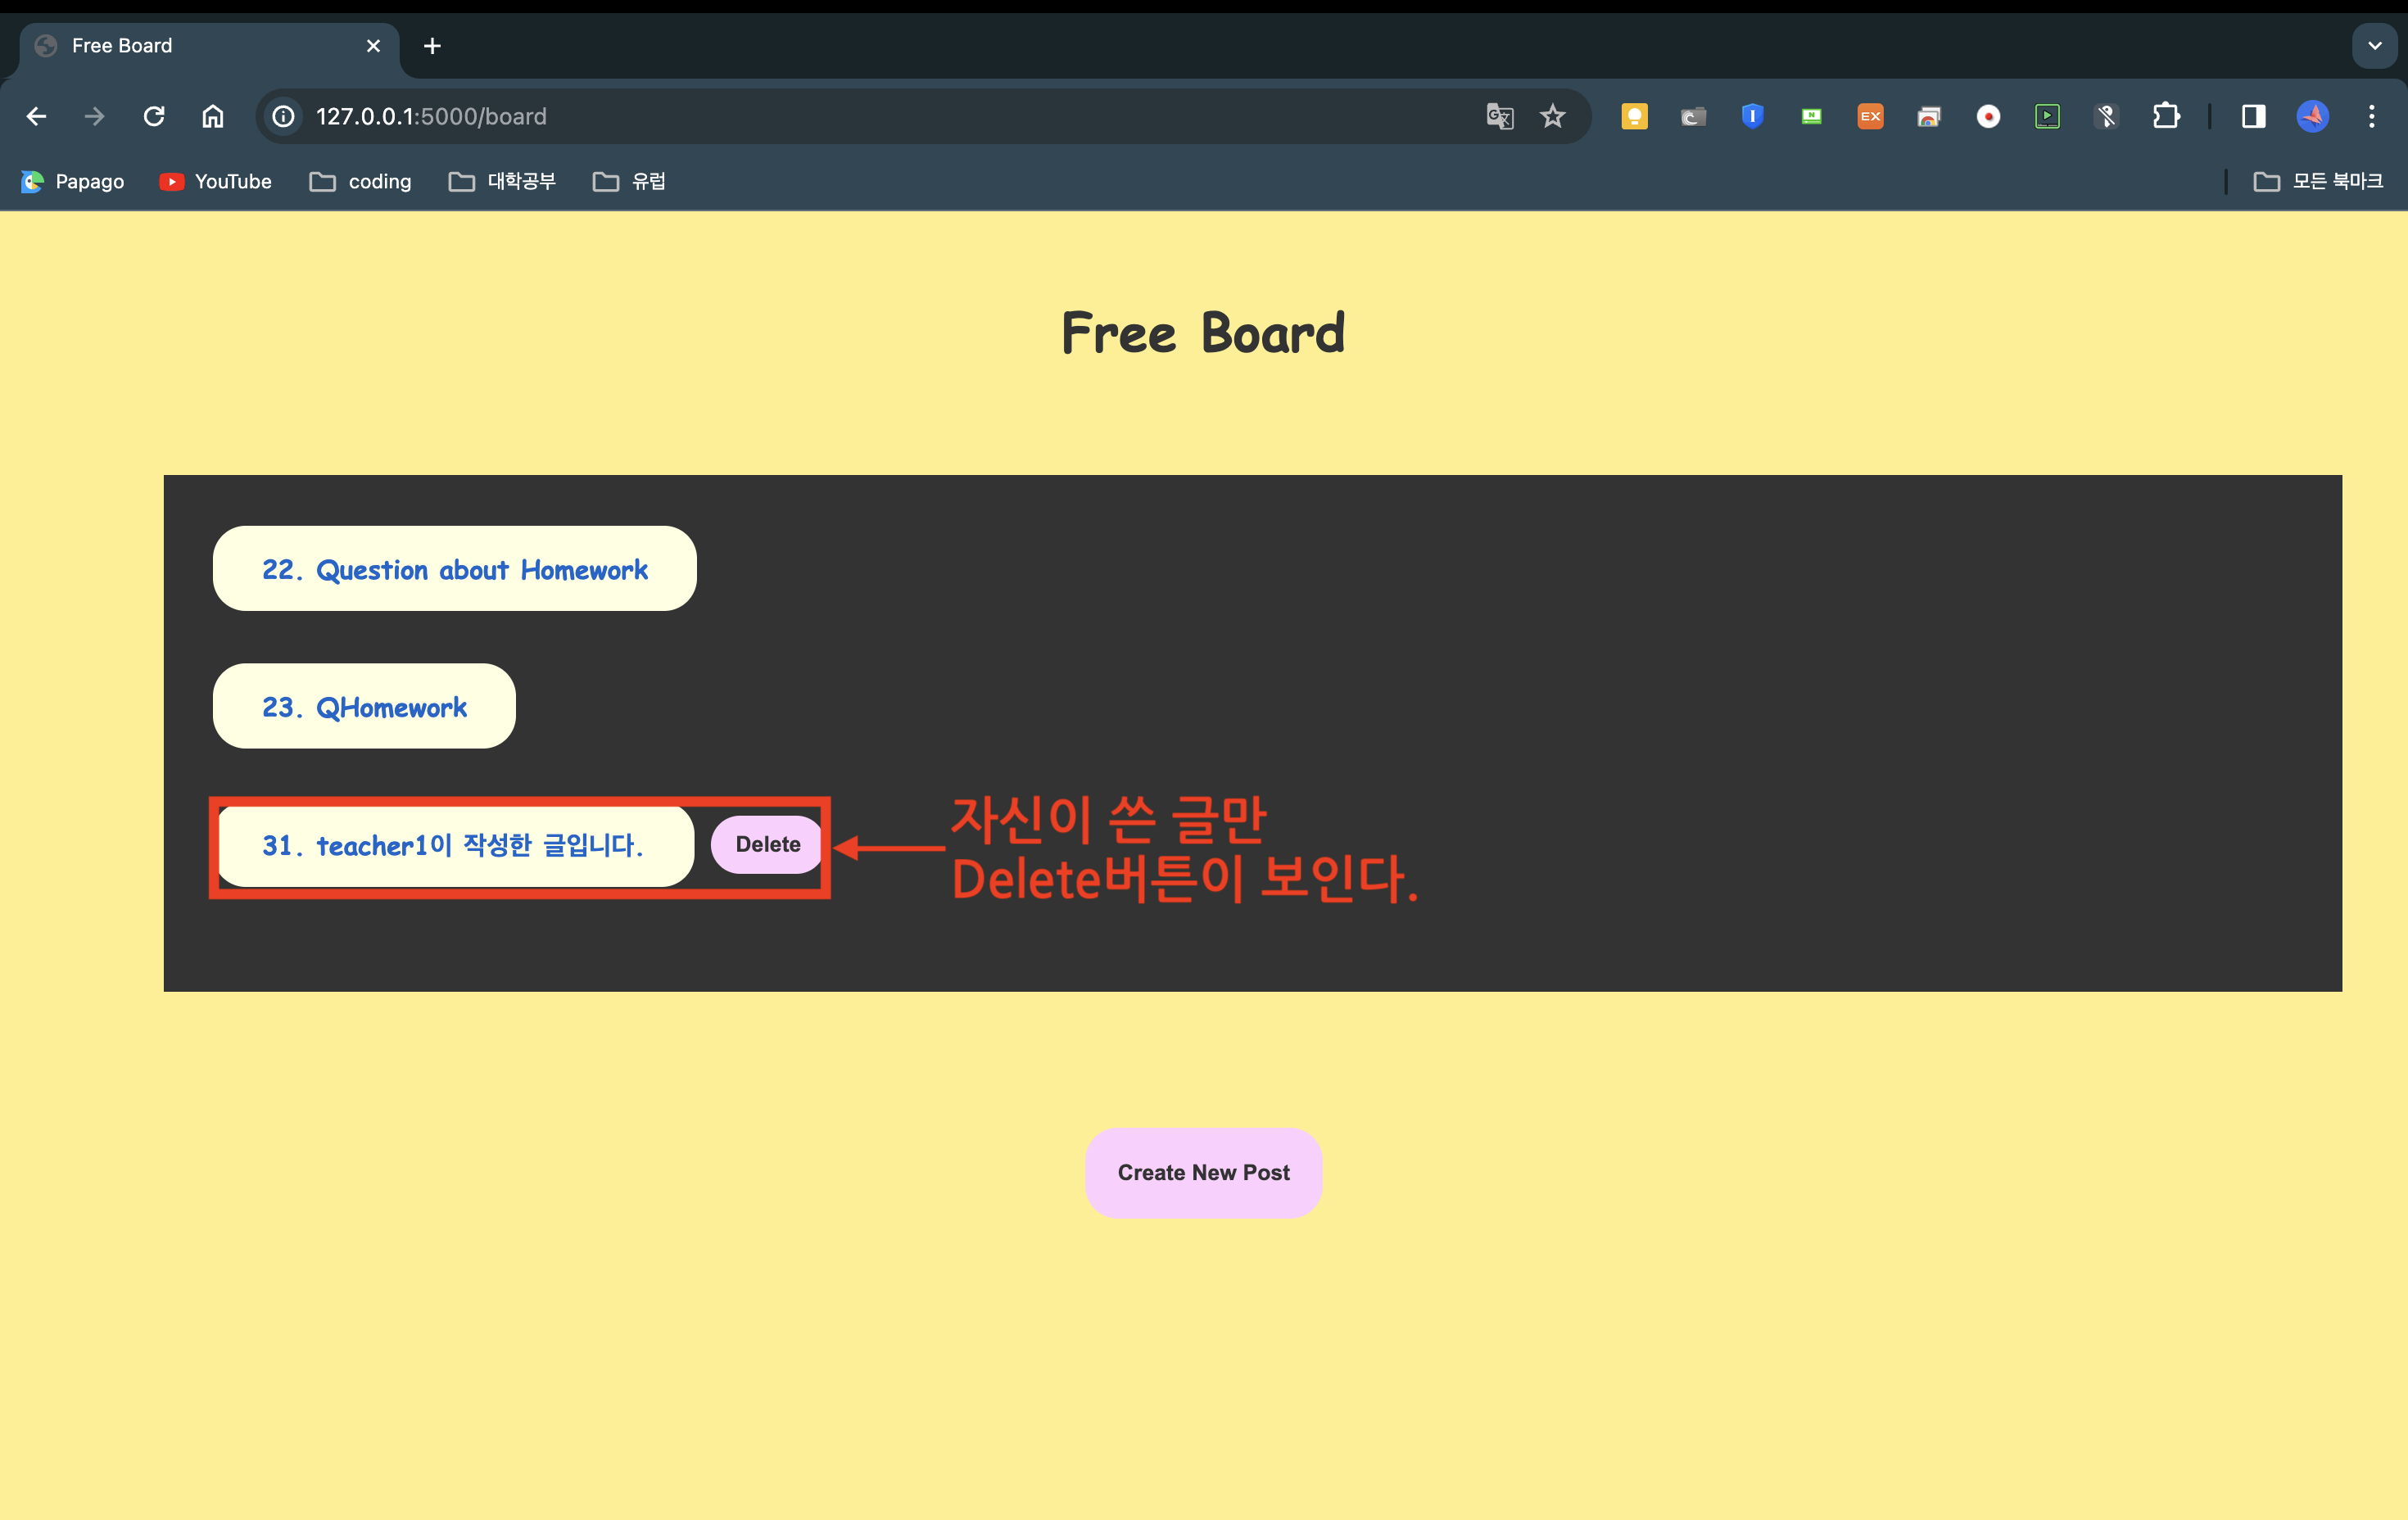 Free Board
127.0.0.1:5000/board
EX
Papago
YouTube
coding
대학공부
유럽
모든 북마크
Free Board
22. Question about Homework
23. QHomework
31. teacher1이 작성한 글입니다.
Delete
자신이 쓴 글만
Delete버튼이 보인다.
Create New Post